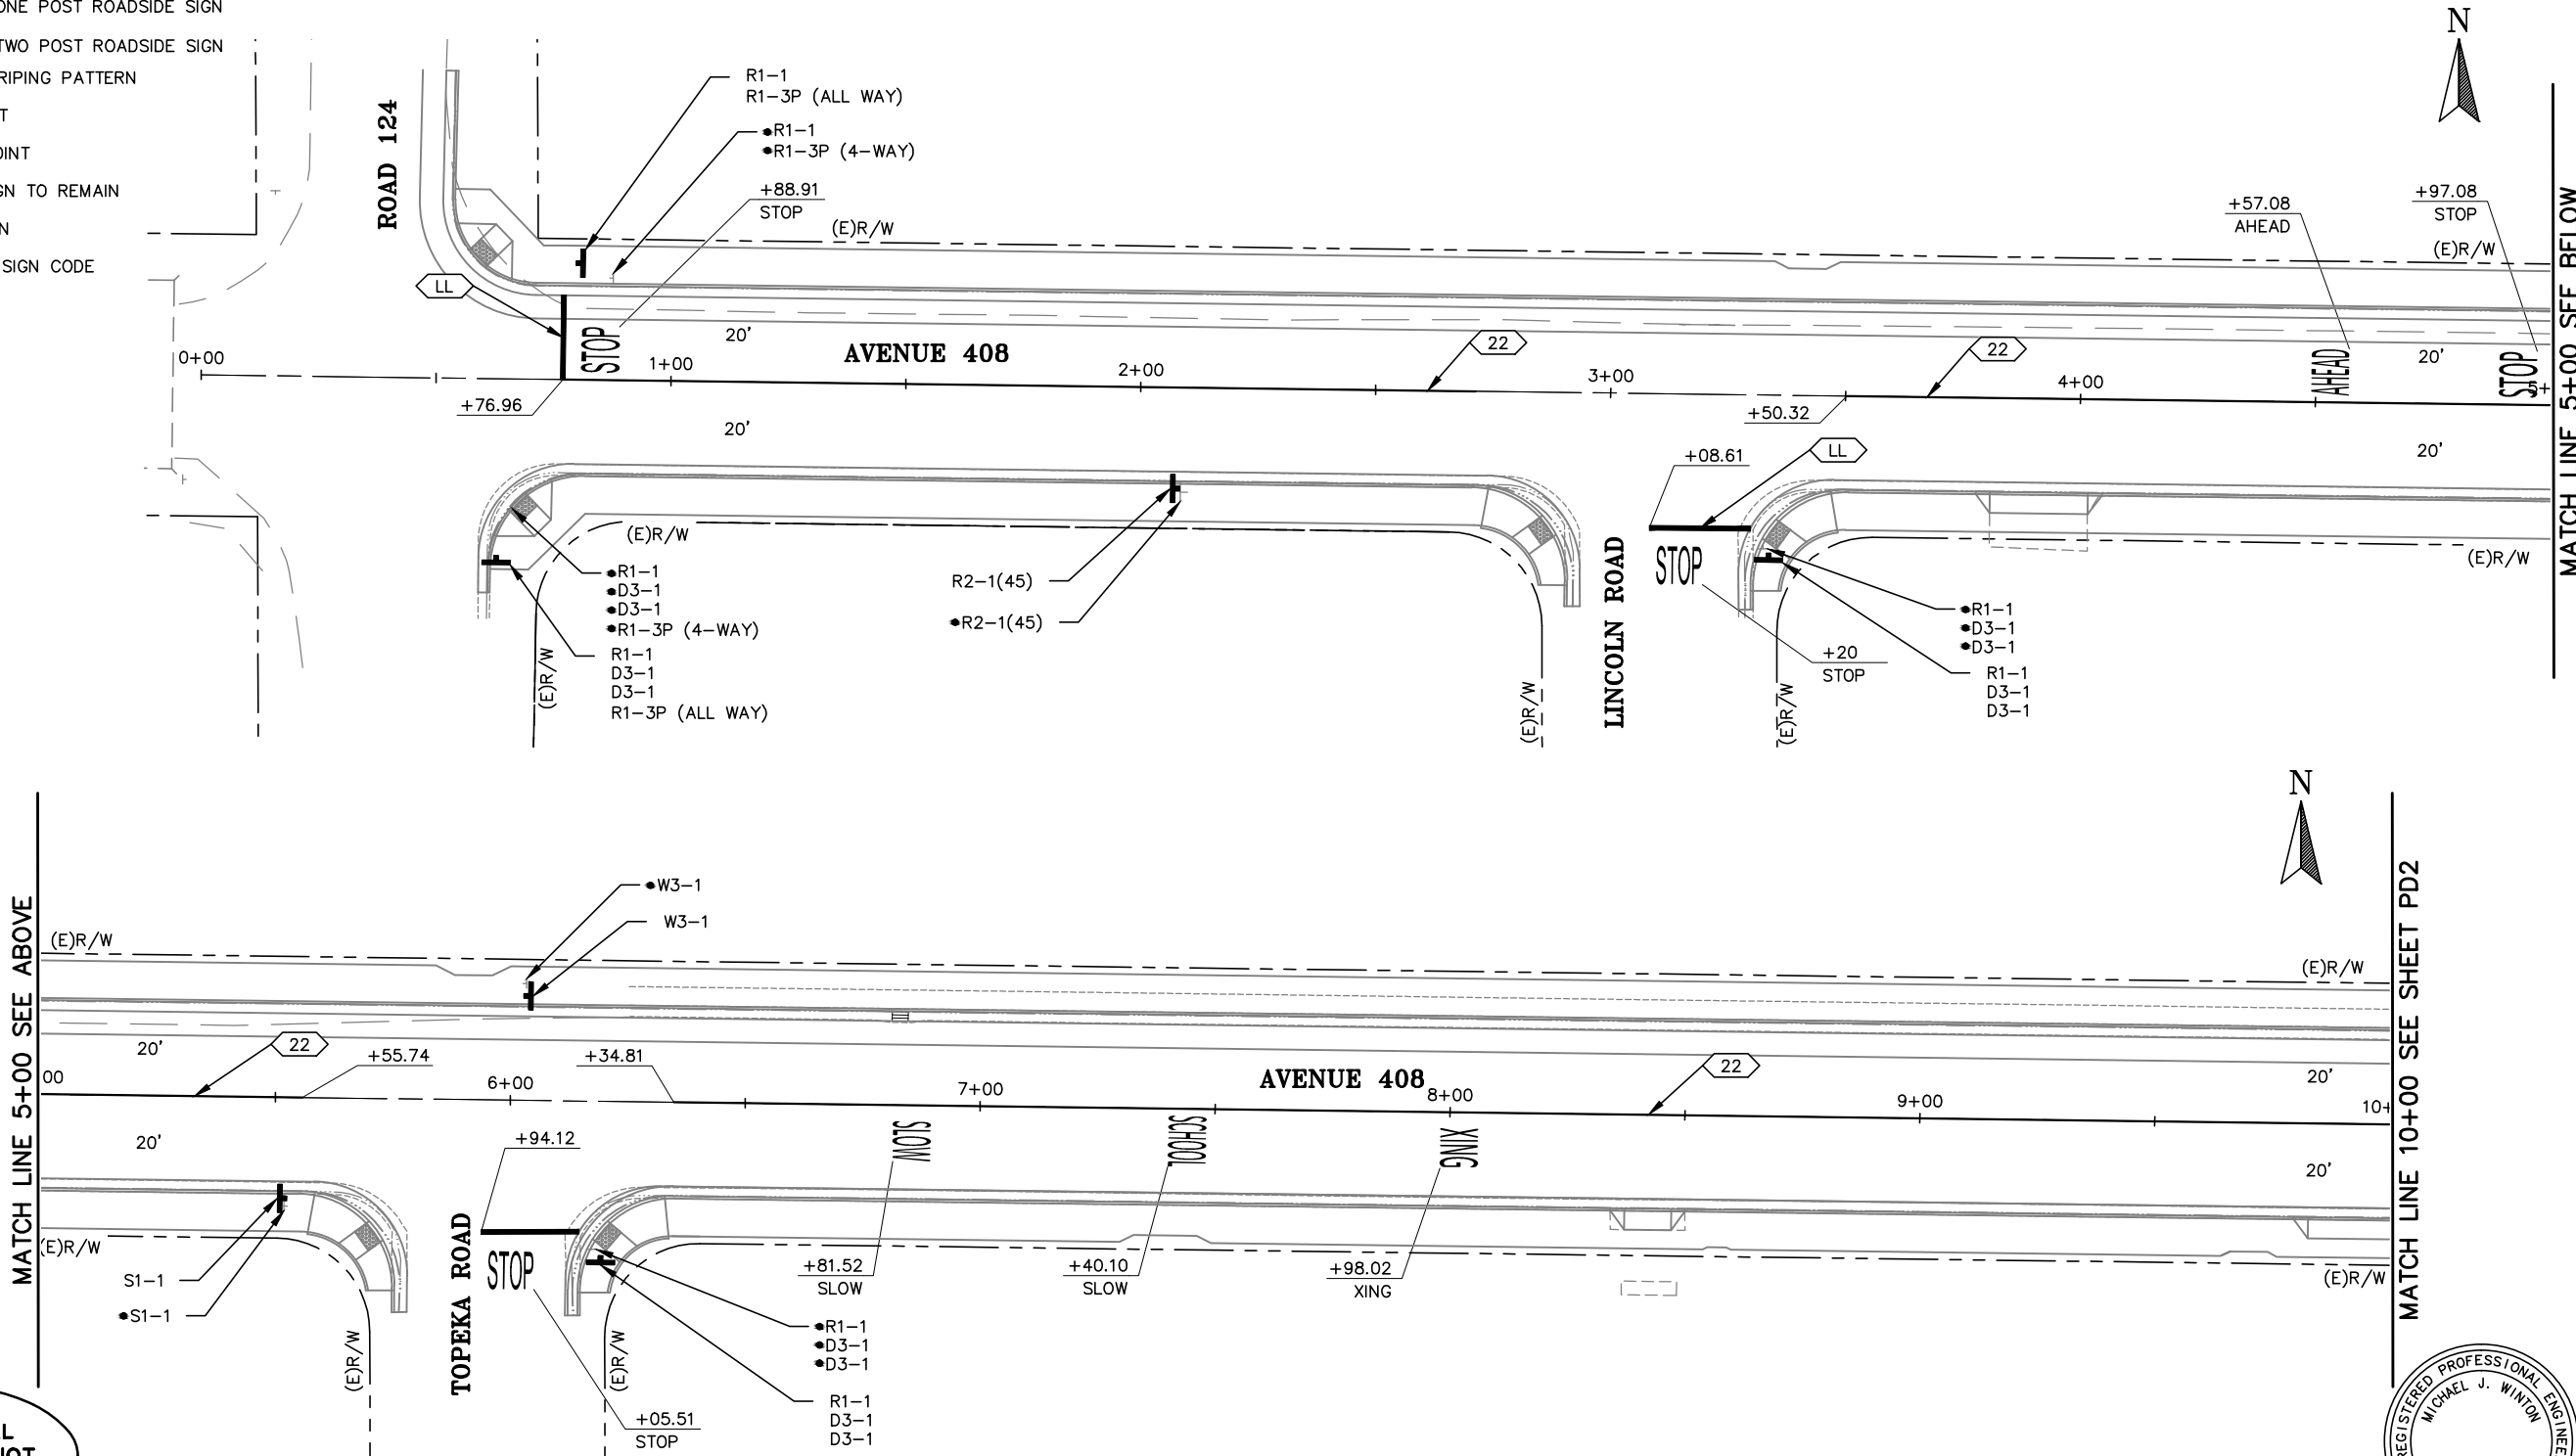 ONE POST ROADSIDE SIGN
TWO POST ROADSIDE SIGN
RIPING PATTERN
T
OINT
GN TO REMAIN
N
SIGN CODE
ROAD 124
R1-1
R1-3P (ALL WAY)
R1-1
R1-3P (4-WAY)
+88.91
STOP
(E)R/W
N
+57.08
AHEAD
+97.08
STOP
(E)R/W
MATCH LINE 5+00 SEE BELOW
LL
STOP
20'
AVENUE 408
22
22
AHEAD
20'
STOP
0+00
1+00
2+00
3+00
4+00
5+
+76.96
+50.32
20'
20'
+08.61
LL
(E)R/W
(E)R/W
R1-1
D3-1
D3-1
R1-3P (4-WAY)
R1-1
D3-1
D3-1
R1-3P (ALL WAY)
(E)R/W
R2-1(45)
R2-1(45)
(E)R/W
LINCOLN ROAD
STOP
+20
STOP
(E)R/W
R1-1
D3-1
D3-1
R1-1
D3-1
D3-1
N
MATCH LINE 5+00 SEE ABOVE
(E)R/W
W3-1
W3-1
(E)R/W
MATCH LINE 10+00 SEE SHEET PD2
20'
22
+55.74
+34.81
AVENUE 408
22
20'
00
6+00
7+00
8+00
9+00
10+
20'
+94.12
SLOW
SCHOOL
XING
20'
(E)R/W
S1-1
S1-1
(E)R/W
TOPEKA ROAD
STOP
+05.51
STOP
(E)R/W
R1-1
D3-1
D3-1
R1-1
D3-1
D3-1
+81.52
SLOW
+40.10
SLOW
+98.02
XING
(E)R/W
L
NOT
REGISTERED PROFESSIONAL ENGINEE
MICHAEL J. WINTON